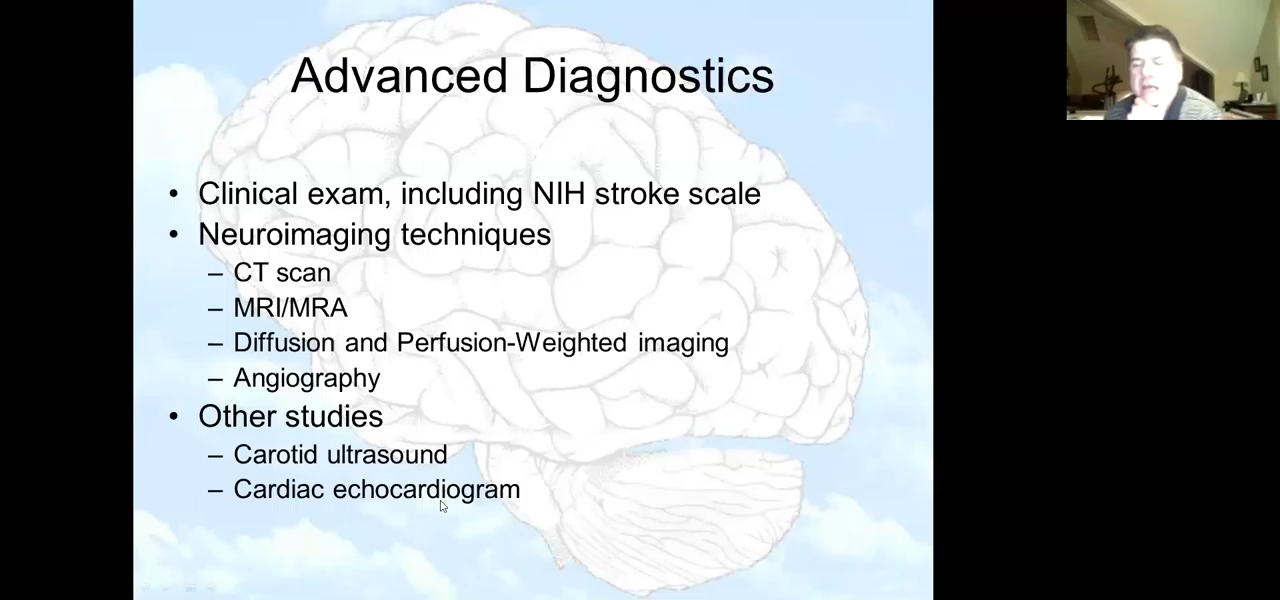 Advanced Diagnostics
• Clinical exam, including NIH stroke scale
• Neuroimaging techniques
– CT scan
– MRI/MRA
– Diffusion and Perfusion-Weighted imaging
– Angiography
• Other studies
– Carotid ultrasound
– Cardiac echocardiogram